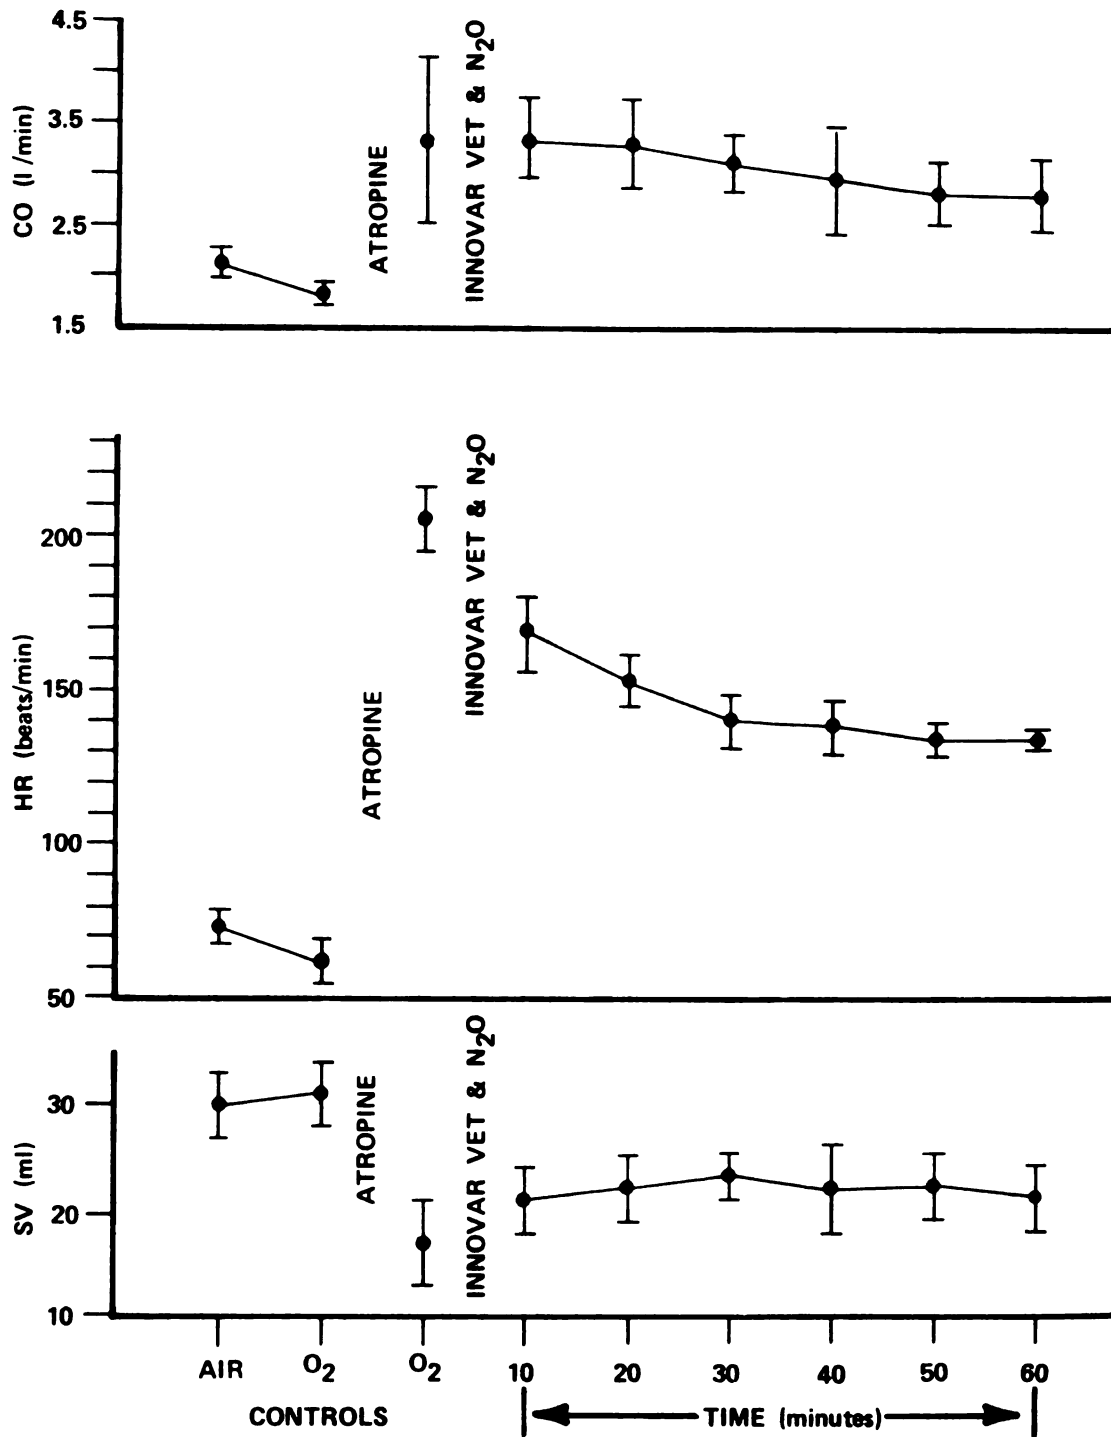 4.5
3.5
2.5
1.5
CO (l /min)
ATROPINE
INNOVAR VET & N₂O
200
150
100
50
HR (beats/min)
ATROPINE
INNOVAR VET & N₂O
30
20
10
SV (ml)
ATROPINE
INNOVAR VET & N₂O
AIR O₂ O₂ 10 20 30 40 50 60
CONTROLS TIME (minutes)